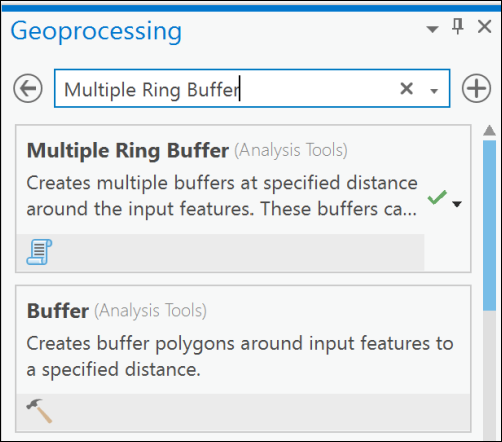 Geoprocessing
Multiple Ring Buffer
Multiple Ring Buffer (Analysis Tools)
Creates multiple buffers at specified distance
around the input features. These buffers ca...
Buffer (Analysis Tools)
Creates buffer polygons around input features to
a specified distance.